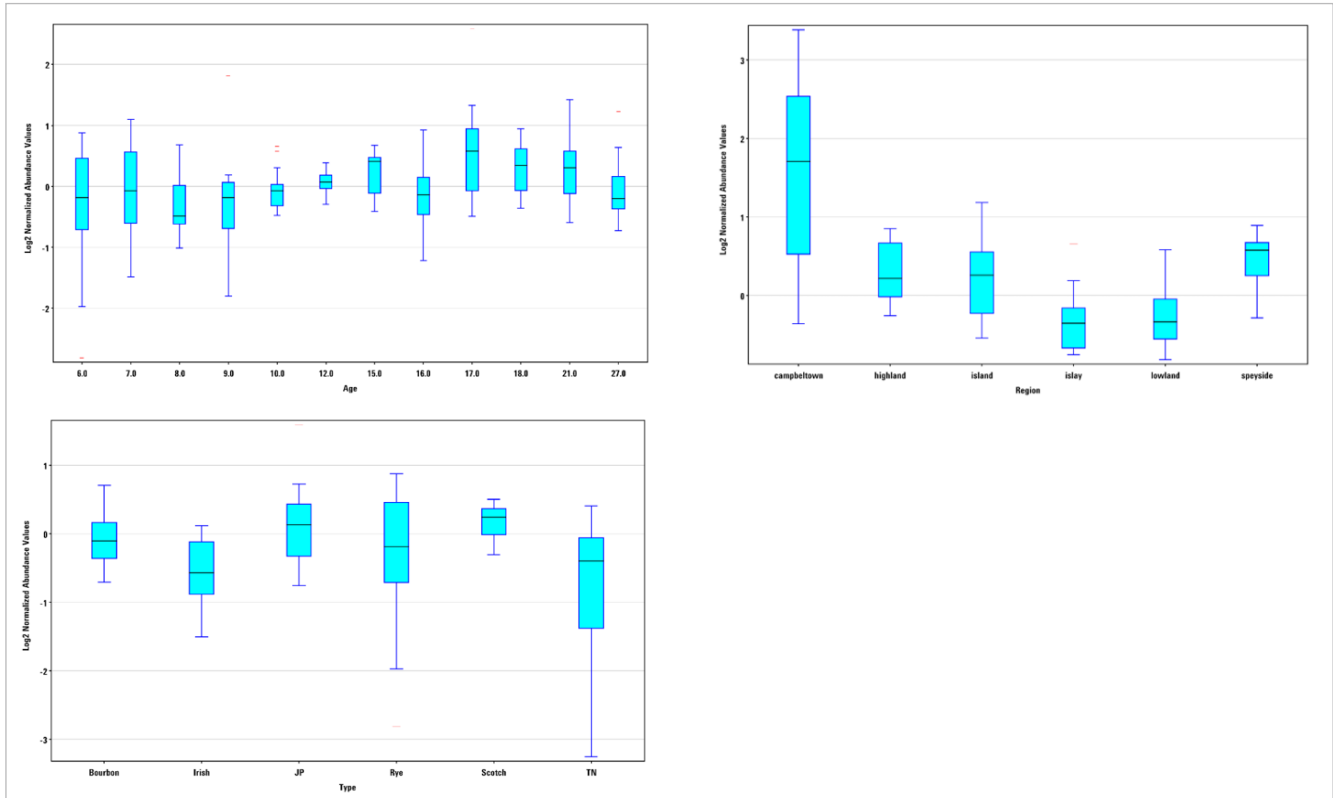 Log2 Normalized Abundance Values
2
1
0
-1
-2
6.0 7.0 8.0 9.0 10.0 12.0 15.0 16.0 17.0 18.0 21.0 27.0
Age
Log2 Normalized Abundance Values
3
2
1
0
campbeltown highland island islay lowland speyside
Region
Log2 Normalized Abundance Values
1
0
-1
-2
-3
Bourbon Irish JP Rye Scotch TN
Type